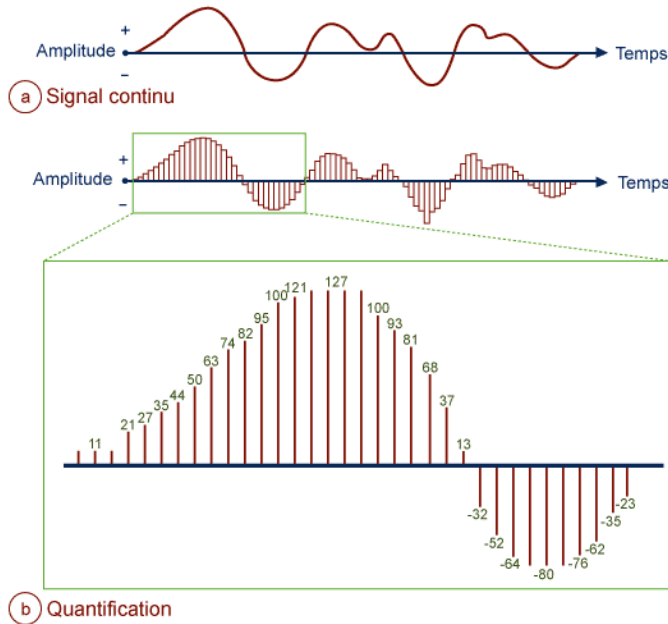 +
Amplitude
Temps
−
a Signal continu
+
Amplitude
Temps
−
11 21 27 35 44 50 63 74 82 95 100 121 127 100 93 81 68 37 13
-32 -52 -64 -80 -76 -62 -35 -23
b Quantification